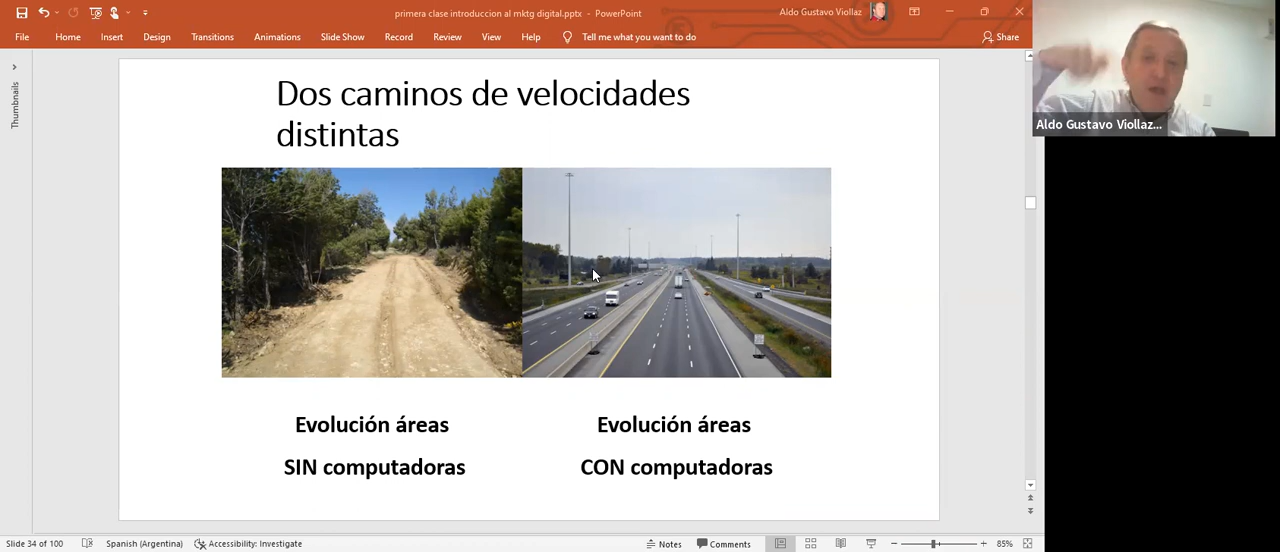 primera clase introduccion al mktg digital.pptx - PowerPoint
Aldo Gustavo Viollaz
File Home Insert Design Transitions Animations Slide Show Record Review View Help Tell me what you want to do Share
Thumbnails
Dos caminos de velocidades
distintas
Evolución áreas
SIN computadoras
Evolución áreas
CON computadoras
Aldo Gustavo Viollaz...
Slide 34 of 100 Spanish (Argentina) Accessibility: Investigate Notes Comments 85%